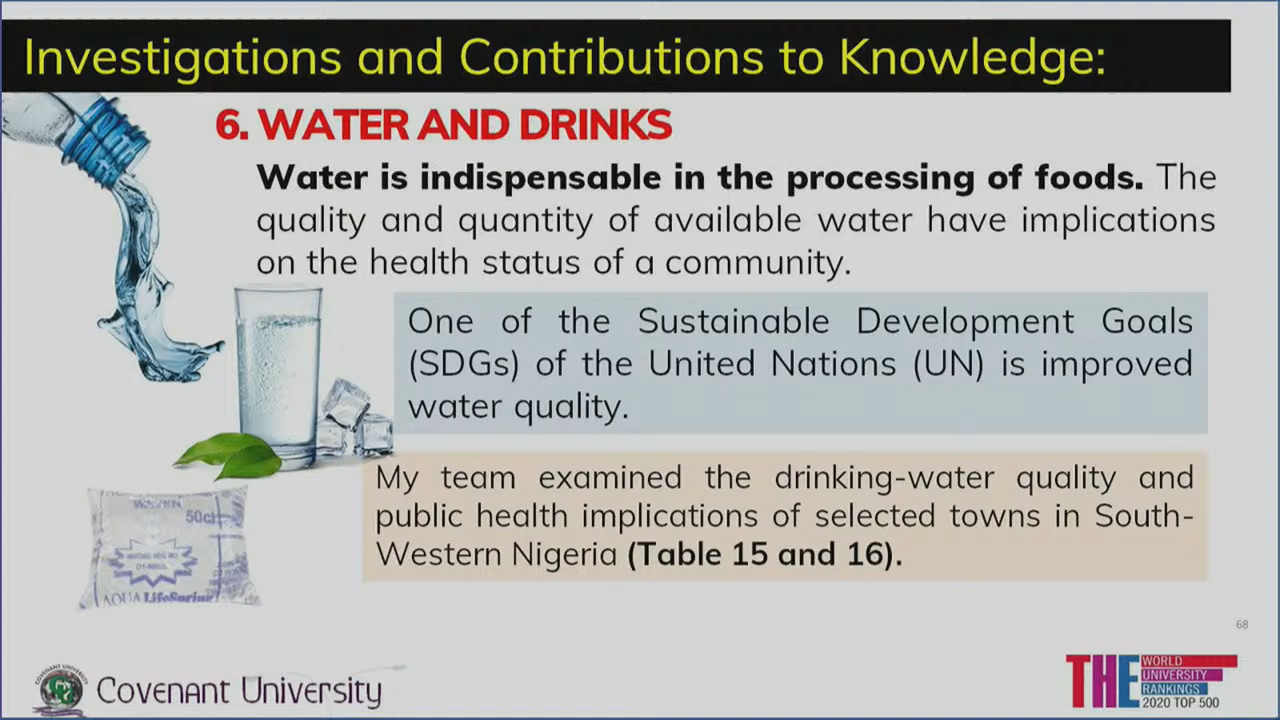 Investigations and Contributions to Knowledge:
6. WATER AND DRINKS
Water is indispensable in the processing of foods. The
quality and quantity of available water have implications
on the health status of a community.
One of the Sustainable Development Goals
(SDGs) of the United Nations (UN) is improved
water quality.
My team examined the drinking-water quality and
public health implications of selected towns in South-
Western Nigeria (Table 15 and 16).
50cl
AQUA LifeSpring
68
COVENANT UNIVERSITY
Covenant University
THE
WORLD
UNIVERSITY
RANKINGS
2020 TOP 500